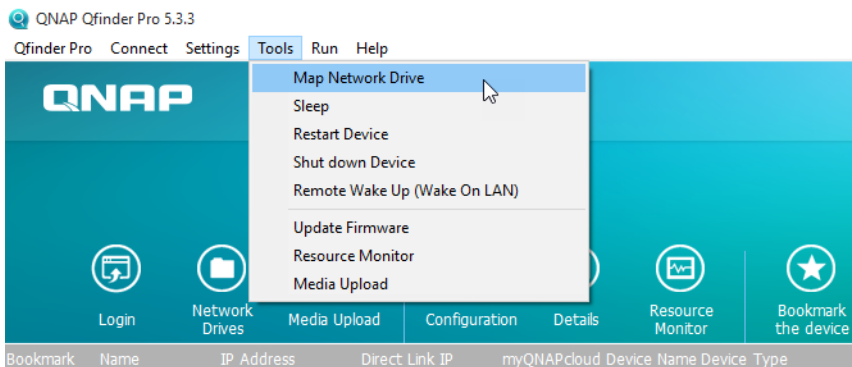 QNAP Qfinder Pro 5.3.3
Qfinder Pro Connect Settings Tools Run Help
QNAP
Map Network Drive
Sleep
Restart Device
Shut down Device
Remote Wake Up (Wake On LAN)
Update Firmware
Resource Monitor
Media Upload
Login
Network
Drives
Media Upload
Configuration
Details
Resource
Monitor
Bookmark
the device
Bookmark Name IP Address Direct Link IP myQNAPcloud Device Name Device Type